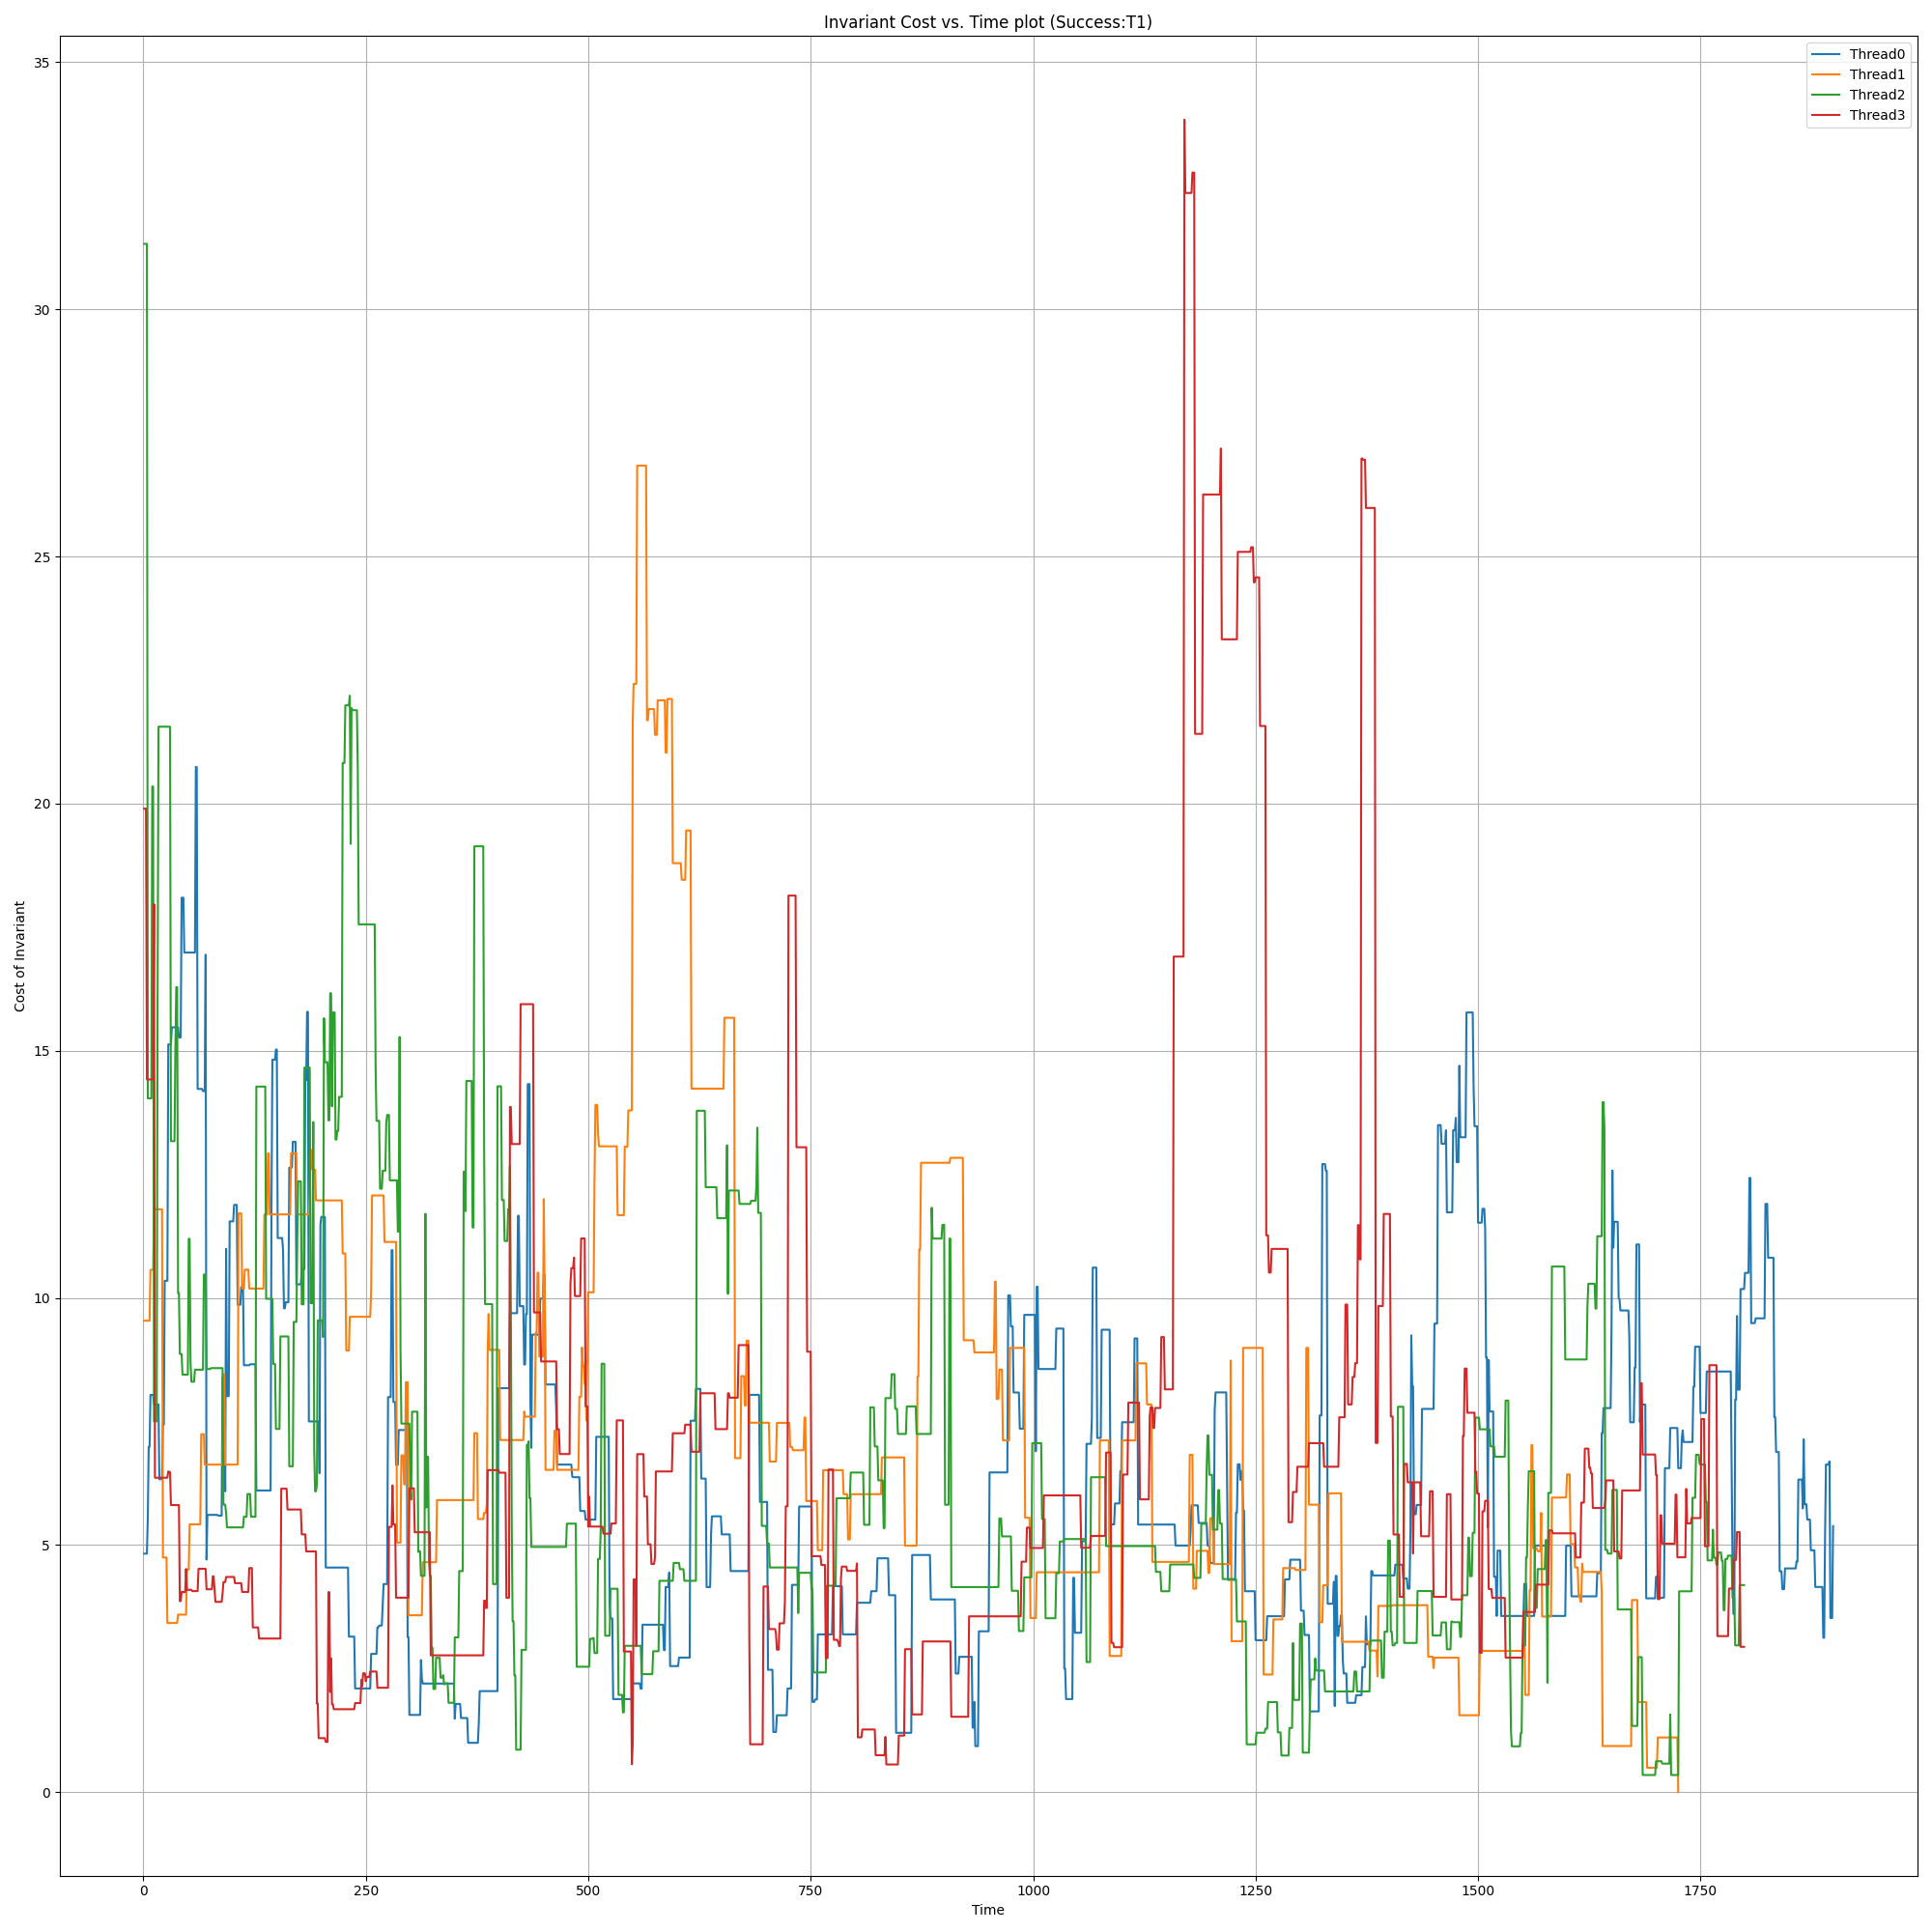 Invariant Cost vs. Time plot (Success:T1)
Thread0
Thread1
Thread2
Thread3
Cost of Invariant
35
30
25
20
15
10
5
0
0 250 500 750 1000 1250 1500 1750
Time